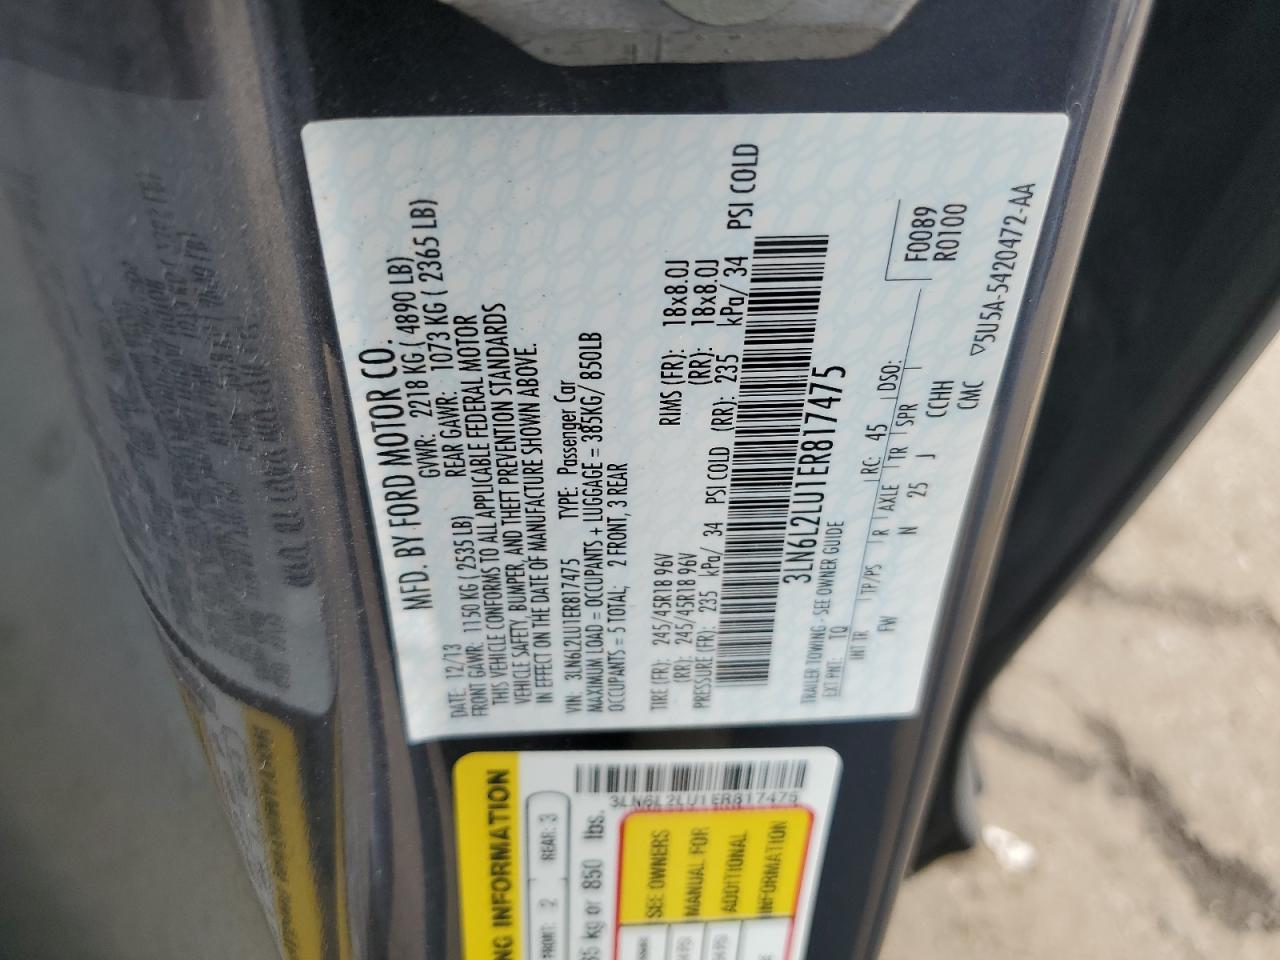 MFD. BY FORD MOTOR CO.
DATE: 12/13 GVWR: 2218 KG ( 4890 LB)
FRONT GAWR: 1150 KG ( 2535 LB) REAR GAWR: 1073 KG ( 2365 LB)
THIS VEHICLE CONFORMS TO ALL APPLICABLE FEDERAL MOTOR
VEHICLE SAFETY, BUMPER, AND THEFT PREVENTION STANDARDS
IN EFFECT ON THE DATE OF MANUFACTURE SHOWN ABOVE.
VIN: 3LN6L2LU1ER817475 TYPE: Passenger Car
MAXIMUM LOAD = OCCUPANTS + LUGGAGE = 385KG/ 850LB
OCCUPANTS = 5 TOTAL; 2 FRONT, 3 REAR
TIRE (FR): 245/45R18 96V RIMS (FR): 18x8.0J
(RR): 245/45R18 96V (RR): 18x8.0J
PRESSURE (FR): 235 kPa/ 34 PSI COLD (RR): 235 kPa/ 34 PSI COLD
3LN6L2LU1ER817475
TRAILER TOWING - SEE OWNER GUIDE
EXT PNT: TQ RC: 45 DSO:
INT TR TP/PS R AXLE TR SPR
FW N 25 J CCHH
CMC
F0089
R0100
▽5U5A-5420472-AA
NG INFORMATION
FRONT: 2 REAR: 3
85 kg or 850 lbs.
3LN6L2LU1ER817475
SEE OWNERS
MANUAL FOR
ADDITIONAL
INFORMATION